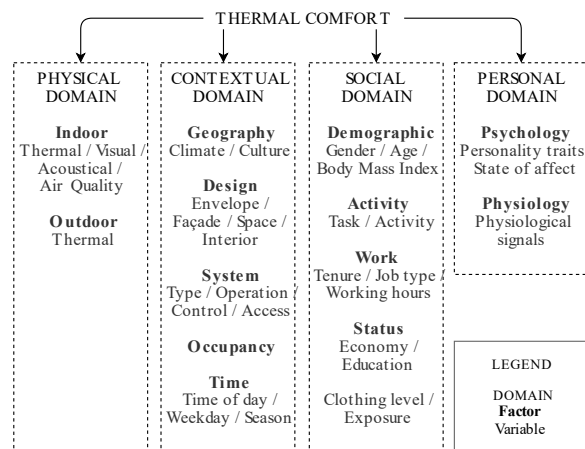 THERMAL COMFORT
PHYSICAL
DOMAIN
Indoor
Thermal / Visual /
Acoustical /
Air Quality
Outdoor
Thermal
CONTEXTUAL
DOMAIN
Geography
Climate / Culture
Design
Envelope /
Façade / Space /
Interior
System
Type / Operation /
Control / Access
Occupancy
Time
Time of day /
Weekday / Season
SOCIAL
DOMAIN
Demographic
Gender / Age /
Body Mass Index
Activity
Task / Activity
Work
Tenure / Job type /
Working hours
Status
Economy /
Education
Clothing level /
Exposure
PERSONAL
DOMAIN
Psychology
Personality traits
State of affect
Physiology
Physiological
signals
LEGEND
DOMAIN
Factor
Variable